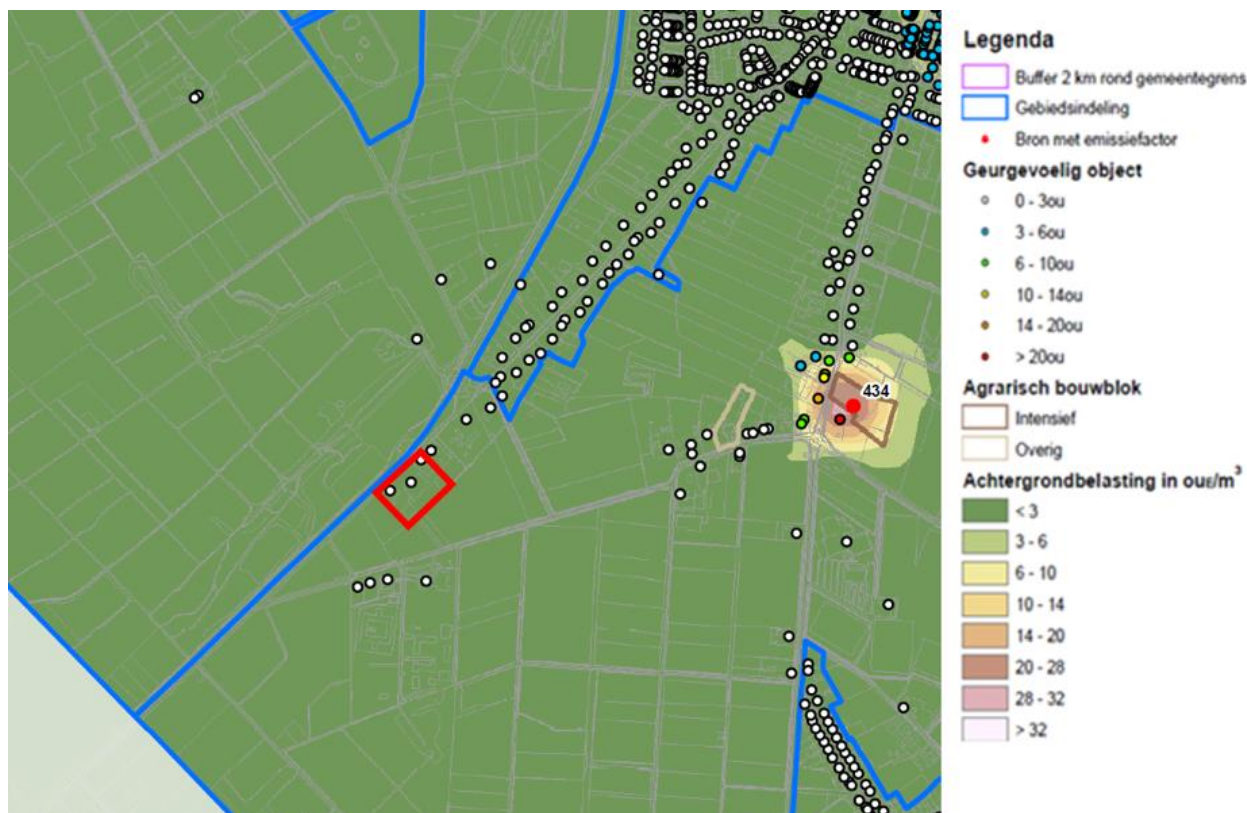 434
Legenda
Buffer 2 km rond gemeentegrens
Gebiedsindeling
Bron met emissiefactor
Geurgevoelig object
0 - 3ou
3 - 6ou
6 - 10ou
10 - 14ou
14 - 20ou
> 20ou
Agrarisch bouwblok
Intensief
Overig
Achtergrondbelasting in ouᴇ/m³
< 3
3 - 6
6 - 10
10 - 14
14 - 20
20 - 28
28 - 32
> 32